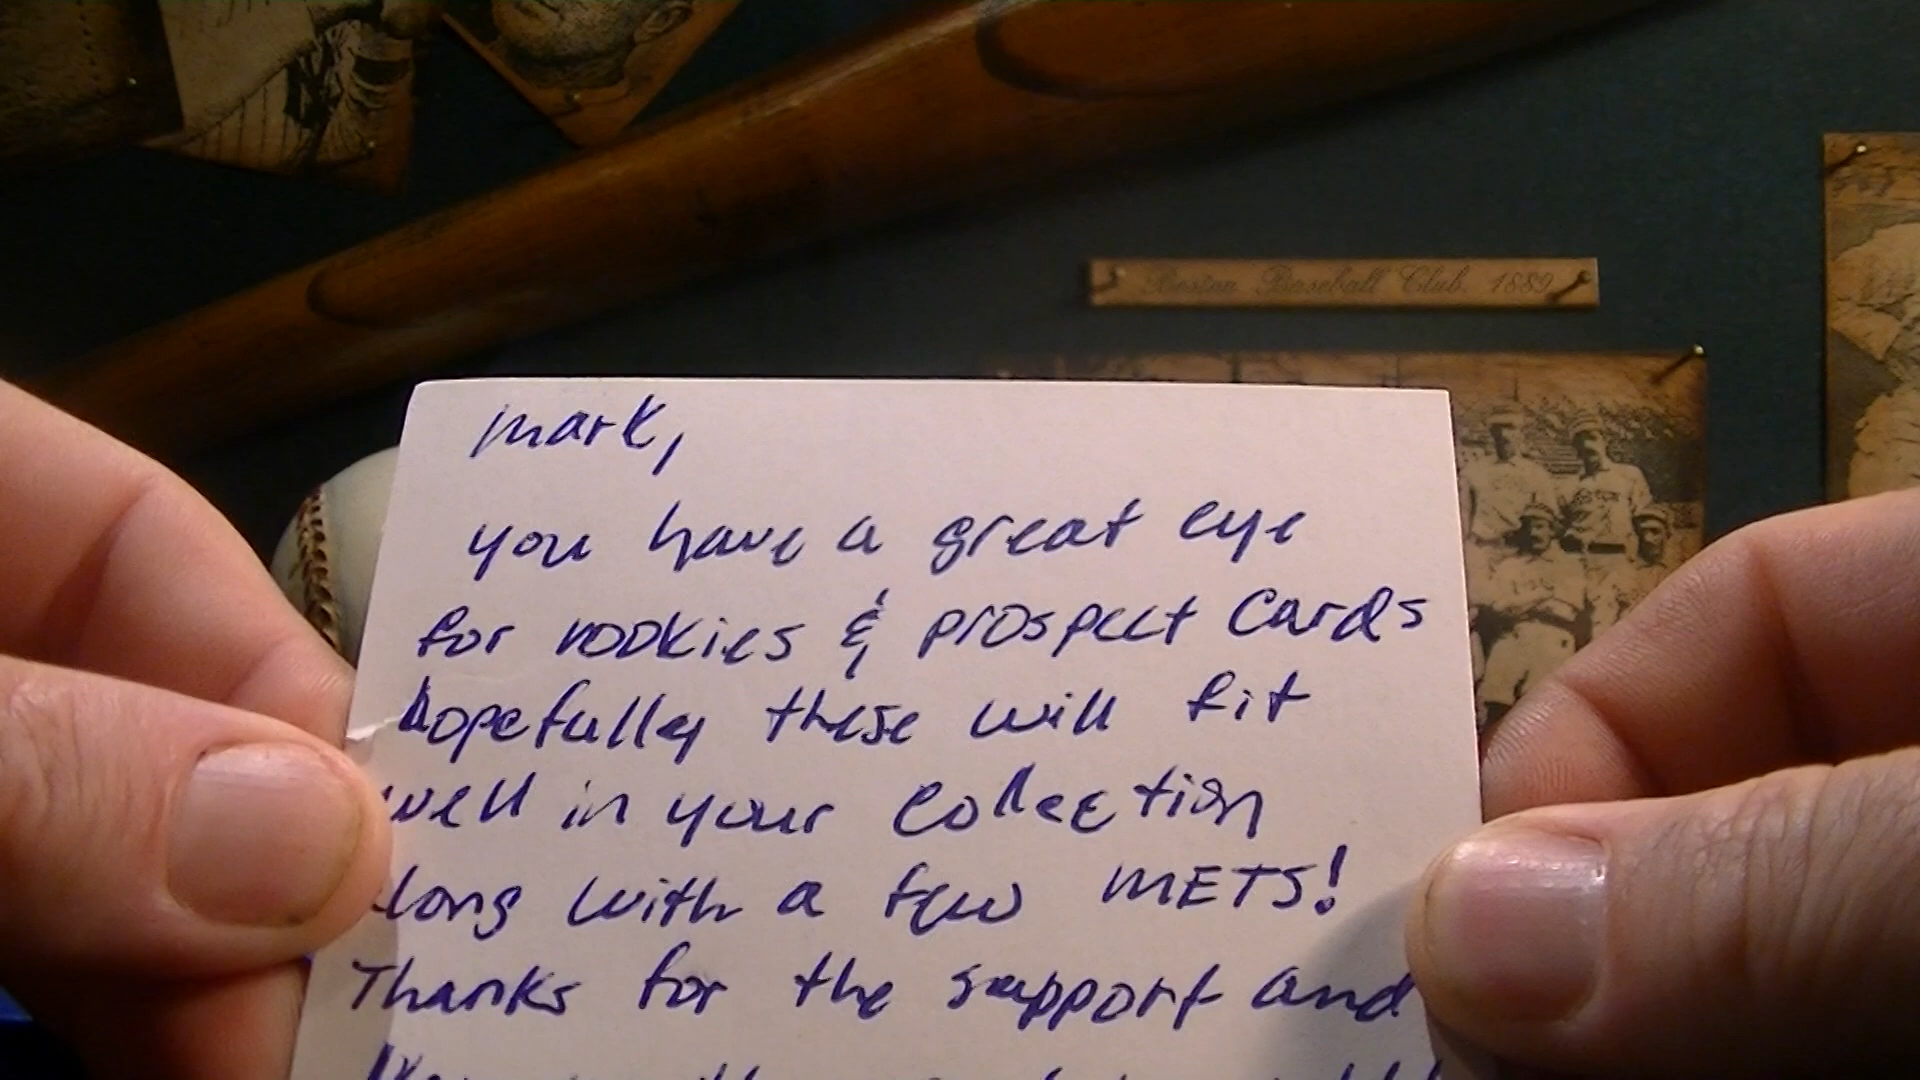 Boston Baseball Club, 1889
Mark,
you have a great eye
for rookies & prospect cards
hopefully these will fit
well in your collection
along with a few METS!
Thanks for the support and